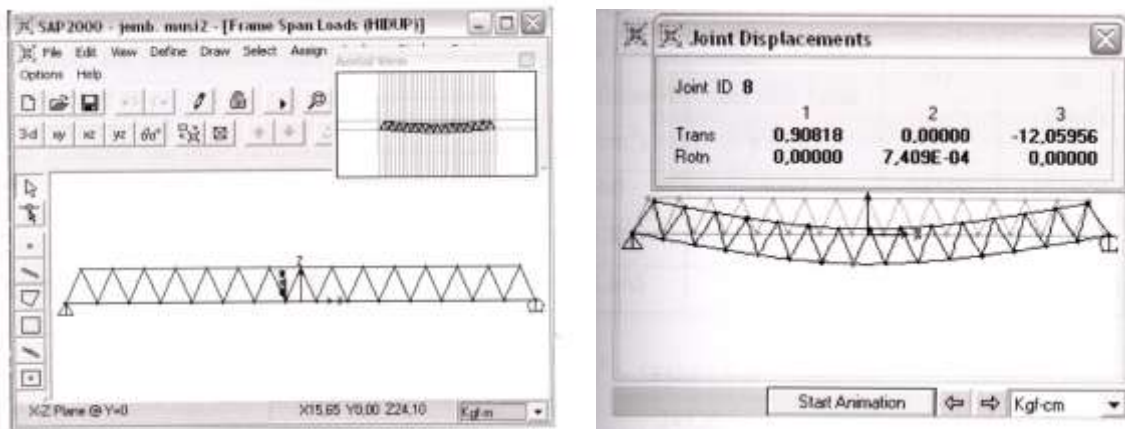 SAP2000 - jemb. musi2 - [Frame Span Loads (HIDUP)]
File Edit View Define Draw Select Assign
Options Help
Aerial View
3-d xy xz yz
Z
X-Z Plane @ Y=0
X15,65 Y0,00 Z24,10
Kgf-m
Joint Displacements
Joint ID 8
1 2 3
Trans 0,90818 0,00000 -12,05956
Rotn 0,00000 7,409E-04 0,00000
Start Animation
Kgf-cm